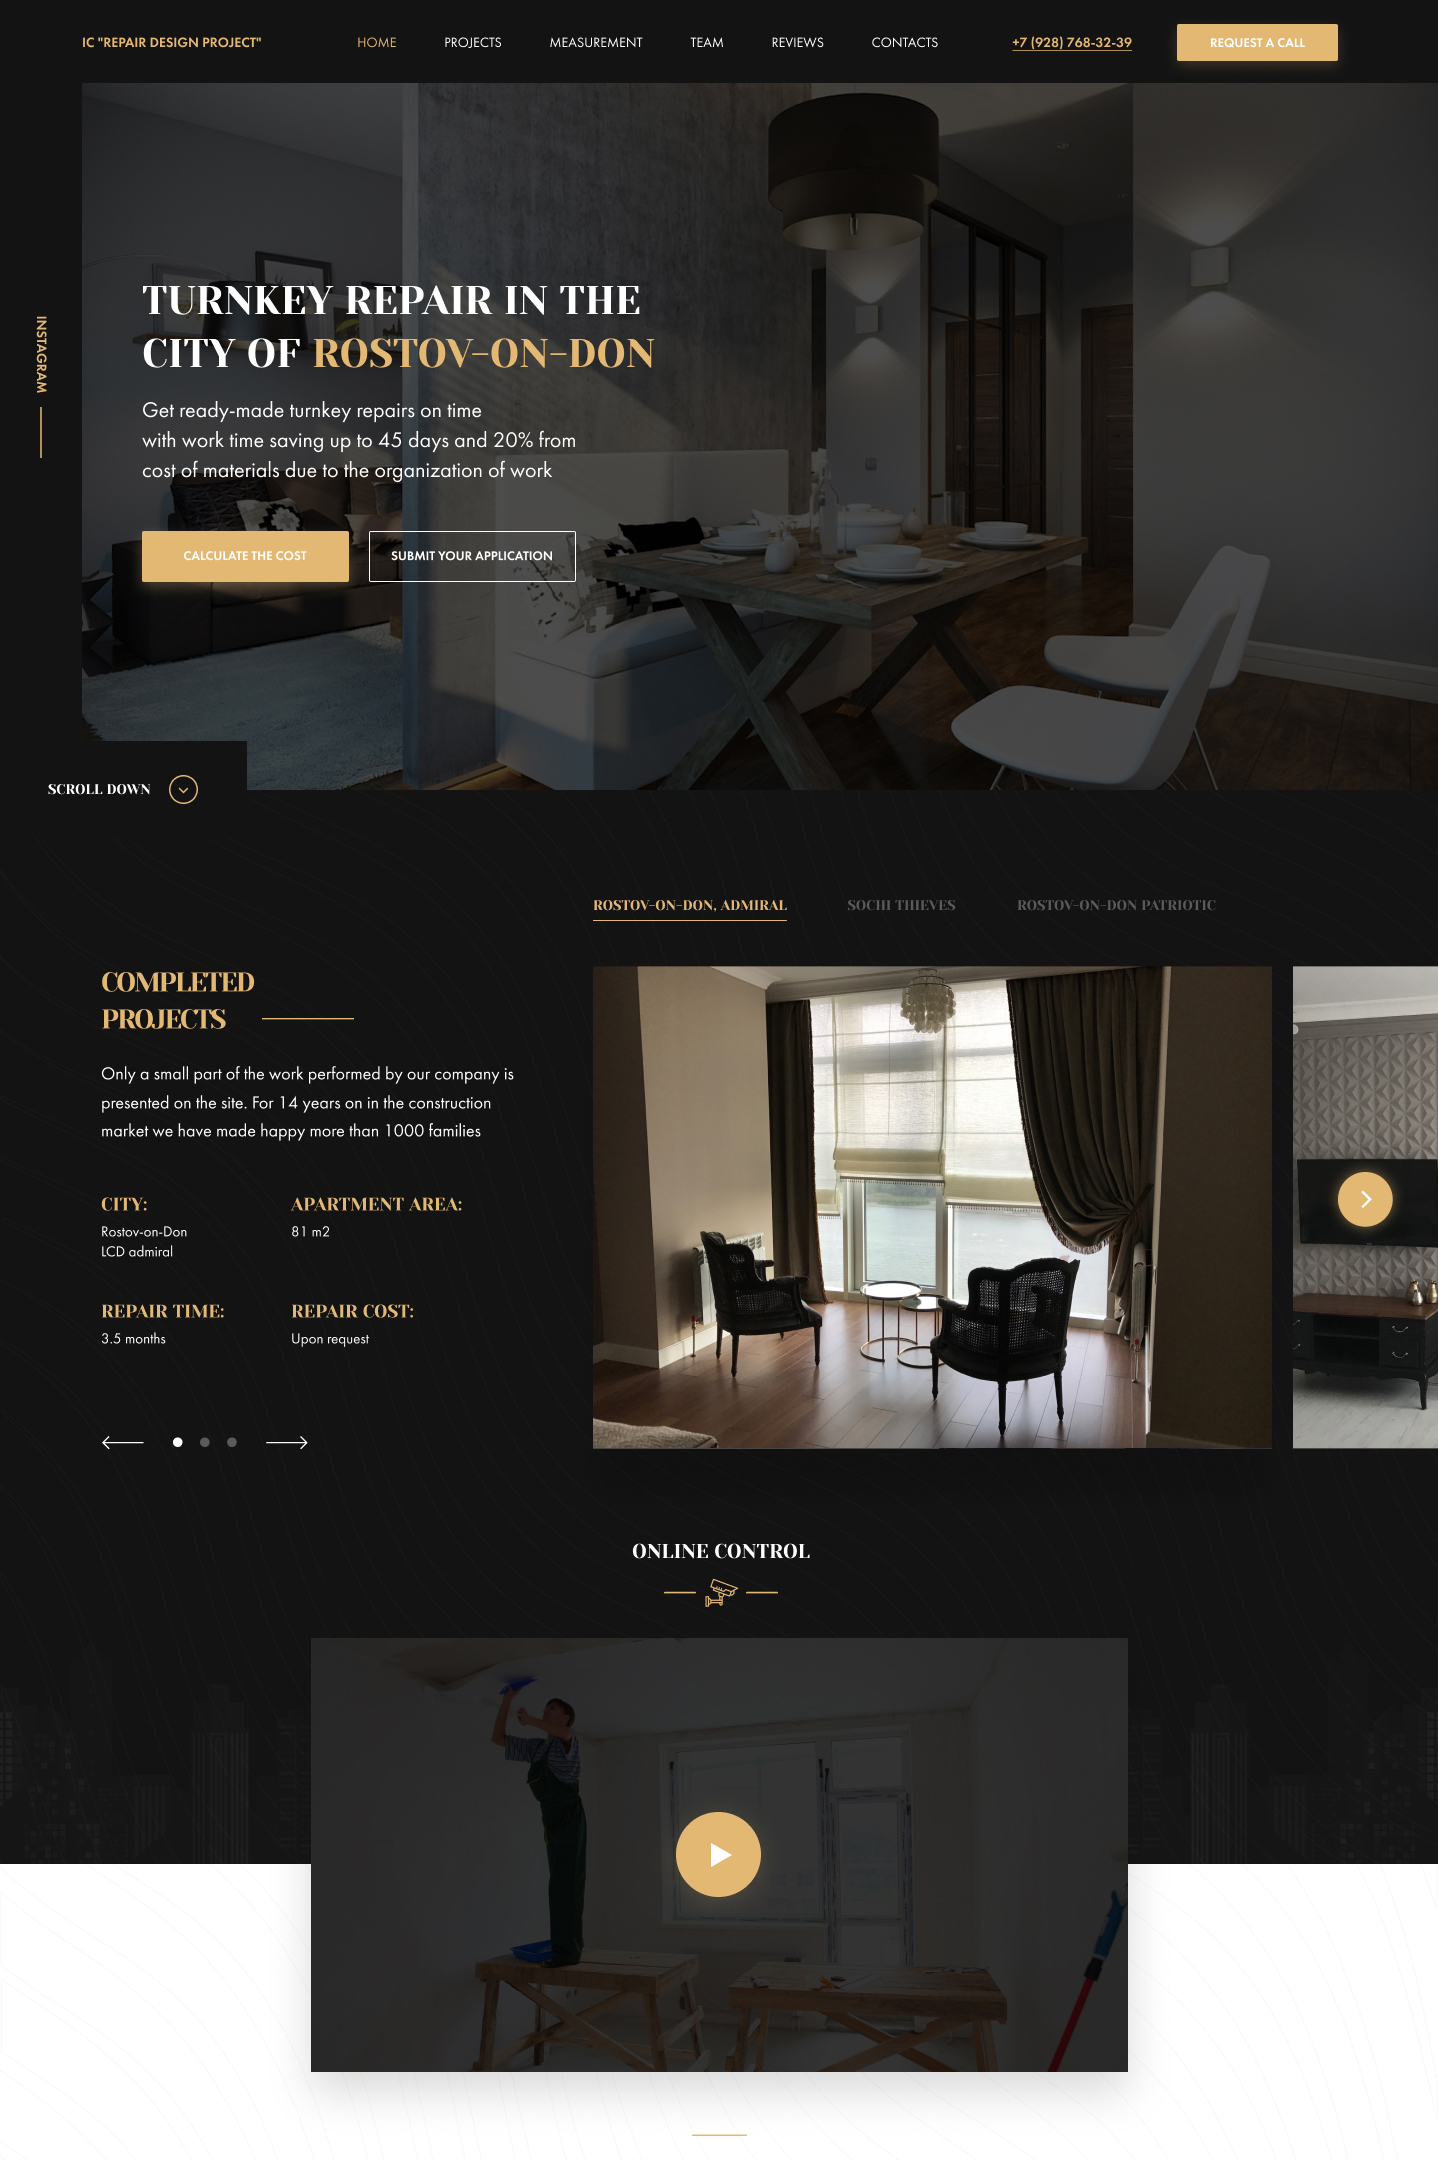 IC "REPAIR DESIGN PROJECT"
HOME
PROJECTS
MEASUREMENT
TEAM
REVIEWS
CONTACTS
+7 (928) 768-32-39
REQUEST A CALL
INSTAGRAM
TURNKEY REPAIR IN THE
CITY OF ROSTOV-ON-DON
Get ready-made turnkey repairs on time
with work time saving up to 45 days and 20% from
cost of materials due to the organization of work
CALCULATE THE COST
SUBMIT YOUR APPLICATION
SCROLL DOWN
ROSTOV-ON-DON, ADMIRAL
SOCHI THIEVES
ROSTOV-ON-DON PATRIOTIC
COMPLETED
PROJECTS
Only a small part of the work performed by our company is
presented on the site. For 14 years on in the construction
market we have made happy more than 1000 families
CITY:
Rostov-on-Don
LCD admiral
APARTMENT AREA:
81 m2
REPAIR TIME:
3.5 months
REPAIR COST:
Upon request
ONLINE CONTROL